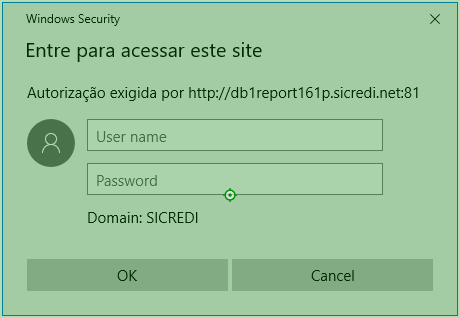 Windows Security
Entre para acessar este site
Autorização exigida por http://db1report161p.sicredi.net:81
User name
Password
Domain: SICREDI
OK
Cancel